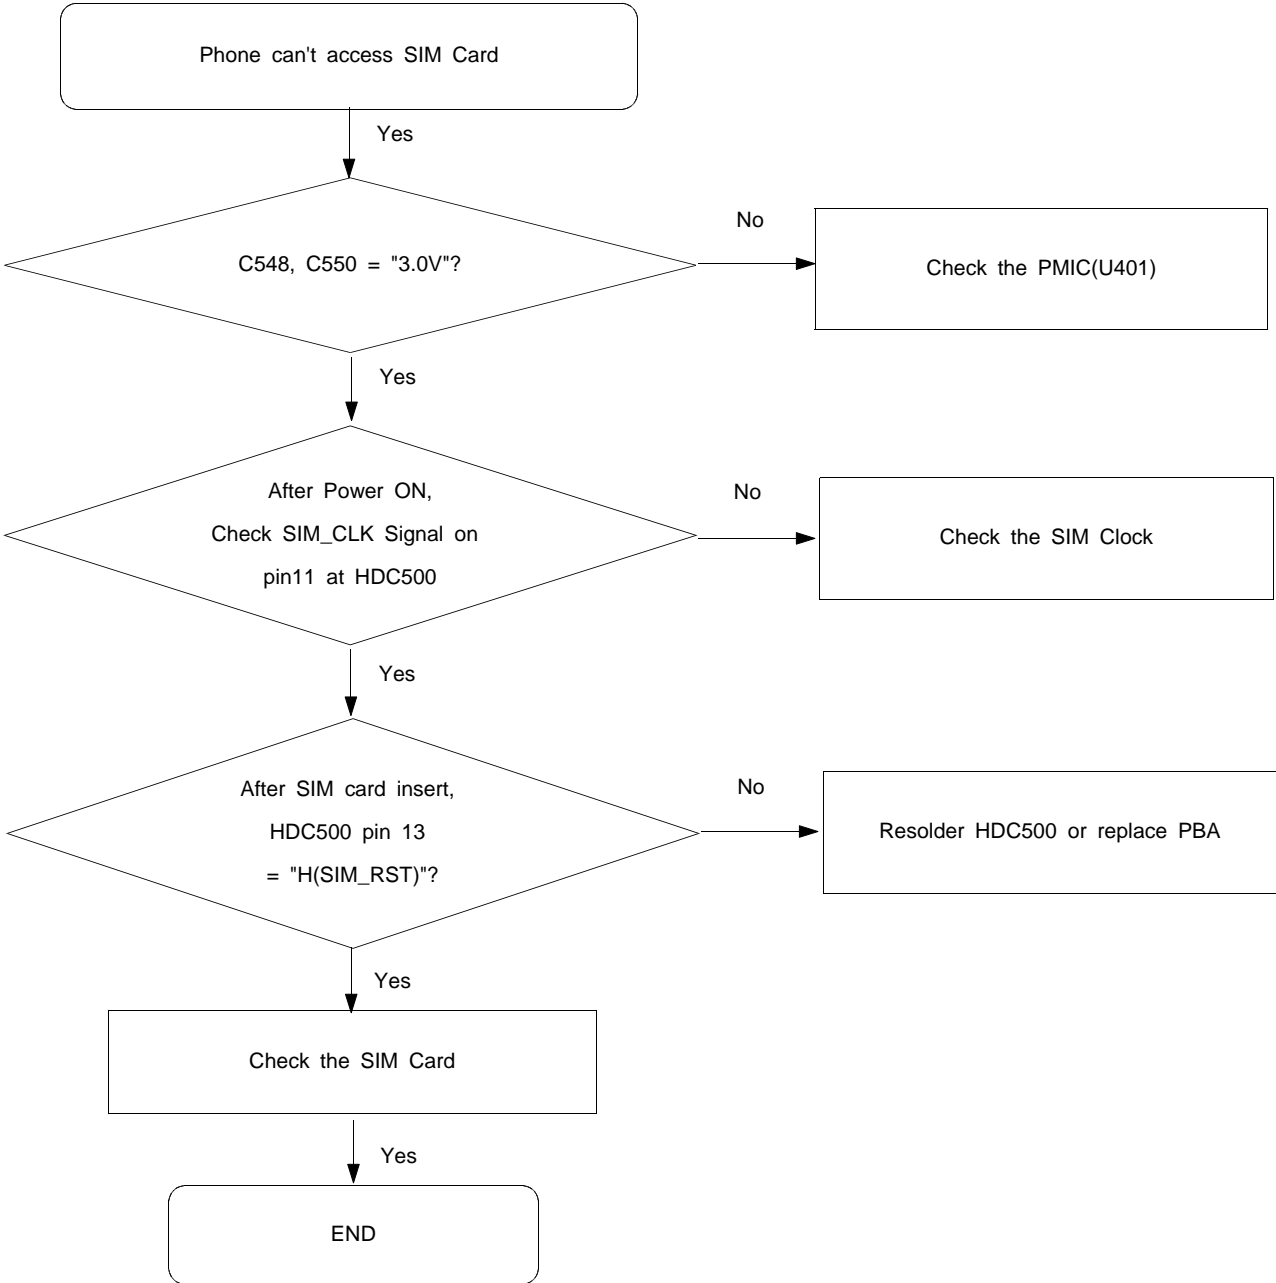 Phone can't access SIM Card
Yes
C548, C550 = "3.0V"?
No
Check the PMIC(U401)
Yes
After Power ON,
Check SIM_CLK Signal on
pin11 at HDC500
No
Check the SIM Clock
Yes
After SIM card insert,
HDC500 pin 13
= "H(SIM_RST)"?
No
Resolder HDC500 or replace PBA
Yes
Check the SIM Card
Yes
END